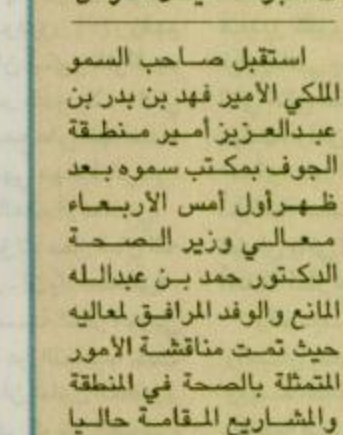 استقبل صاحب السمو
الملكي الأمير فهد بن بدر بن
عبدالعزيز أمير منطقة
الجوف بمكتب سموه بعد
ظهرأول أمس الأربعاء
معالي وزير الصحة
الدكتور حمد بن عبدالله
المانع والوفد المرافق لمعاليه
حيث تمت مناقشة الأمور
المتمثلة بالصحة في المنطقة
والمشاريع المقامة حاليا